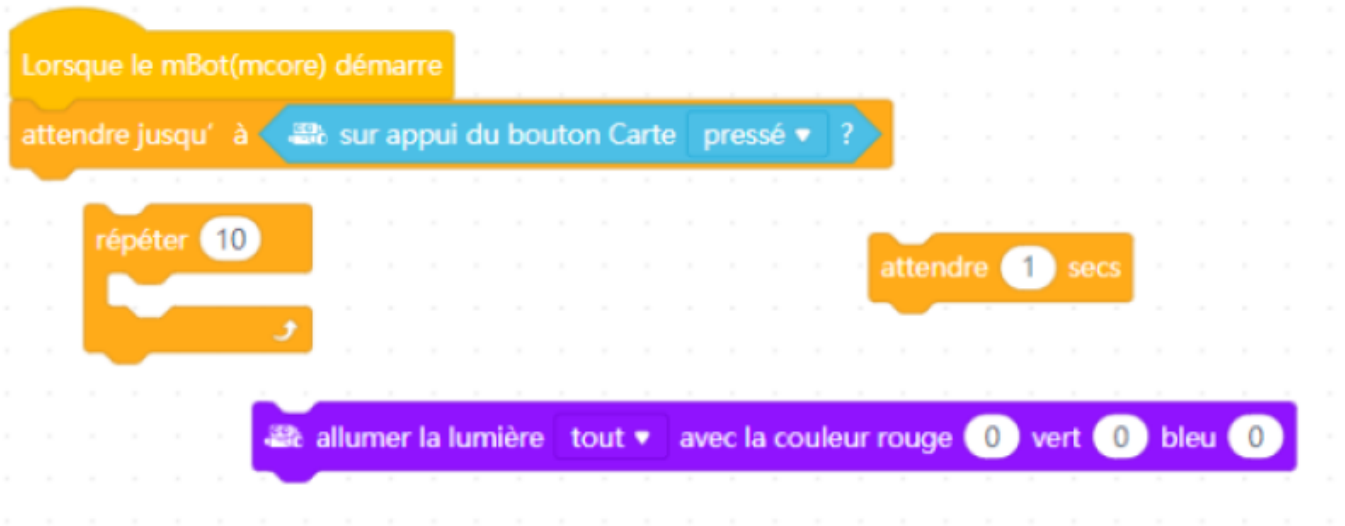 Lorsque le mBot(mcore) démarre
attendre jusqu' à sur appui du bouton Carte pressé ?
répéter 10
attendre 1 secs
allumer la lumière tout avec la couleur rouge 0 vert 0 bleu 0